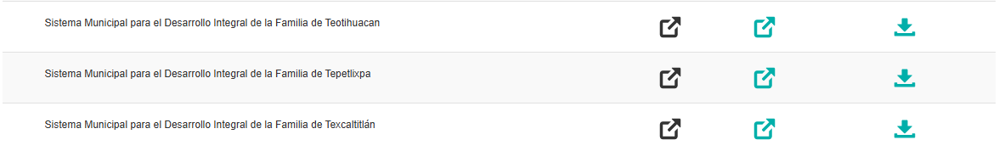 Sistema Municipal para el Desarrollo Integral de la Familia de Teotihuacan
Sistema Municipal para el Desarrollo Integral de la Familia de Tepetlixpa
Sistema Municipal para el Desarrollo Integral de la Familia de Texcaltitlán